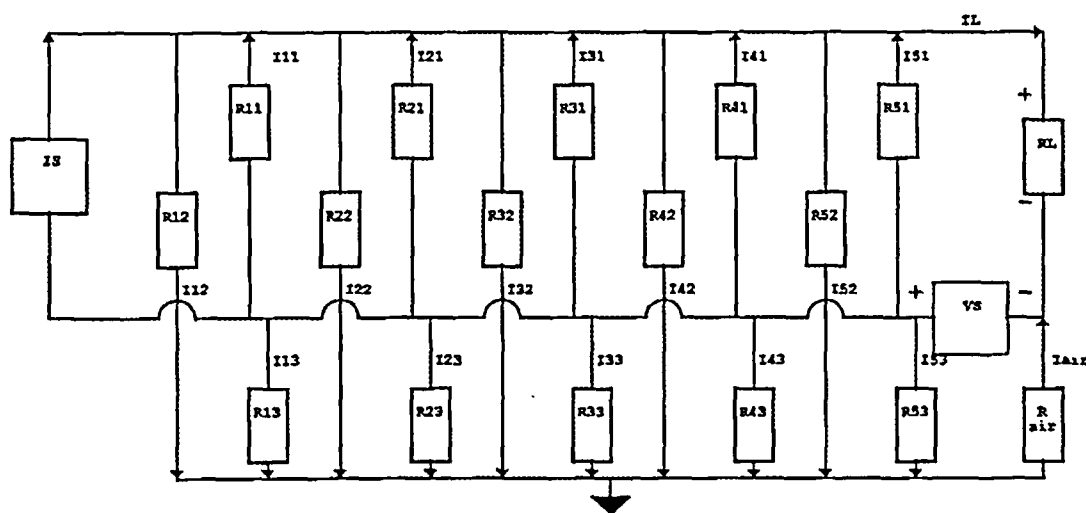 IL
I11 I21 I31 I41 I51
+
R11 R21 R31 R41 R51
IS
RL
R12 R22 R32 R42 R52
-
I12 I22 I32 I42 I52
+ VS -
I13 I23 I33 I43 I53 IAir
R13 R23 R33 R43 R53 R
air